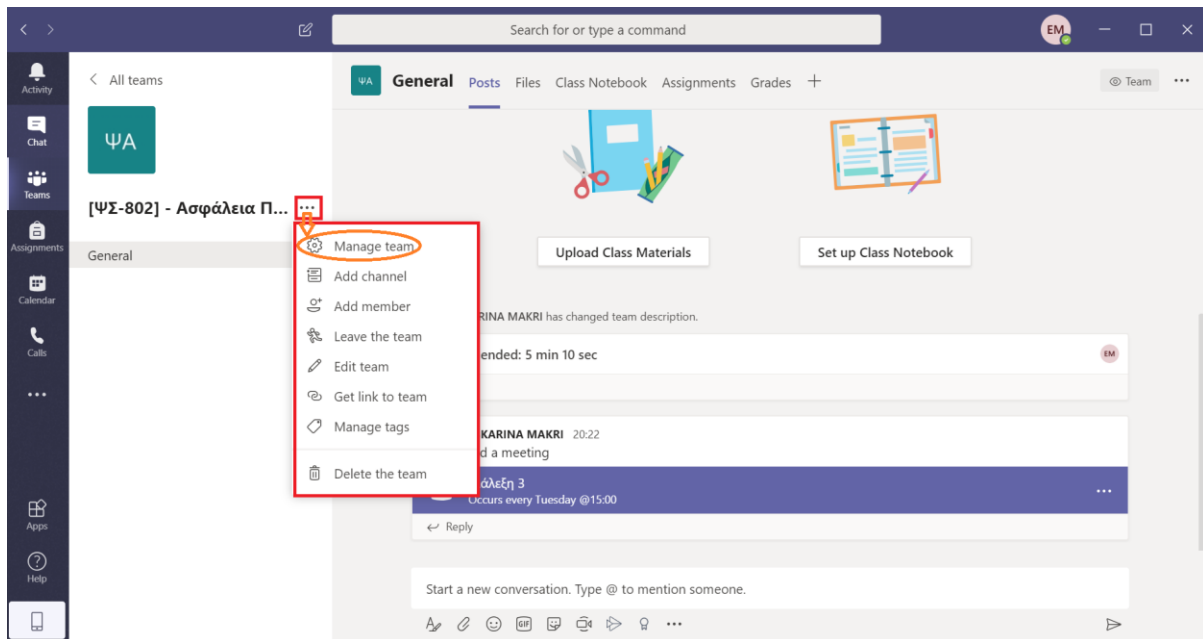 Search for or type a command
EM
Activity
Chat
Teams
Assignments
Calendar
Calls
Apps
Help
All teams
ΨΑ
[ΨΣ-802] - Ασφάλεια Π... ...
General
Manage team
Add channel
Add member
Leave the team
Edit team
Get link to team
Manage tags
Delete the team
ΨΑ General Posts Files Class Notebook Assignments Grades
Team
Upload Class Materials
Set up Class Notebook
RINA MAKRI has changed team description.
ended: 5 min 10 sec
EM
KARINA MAKRI 20:22
d a meeting
άλεξη 3
Occurs every Tuesday @15:00
Reply
Start a new conversation. Type @ to mention someone.
GIF